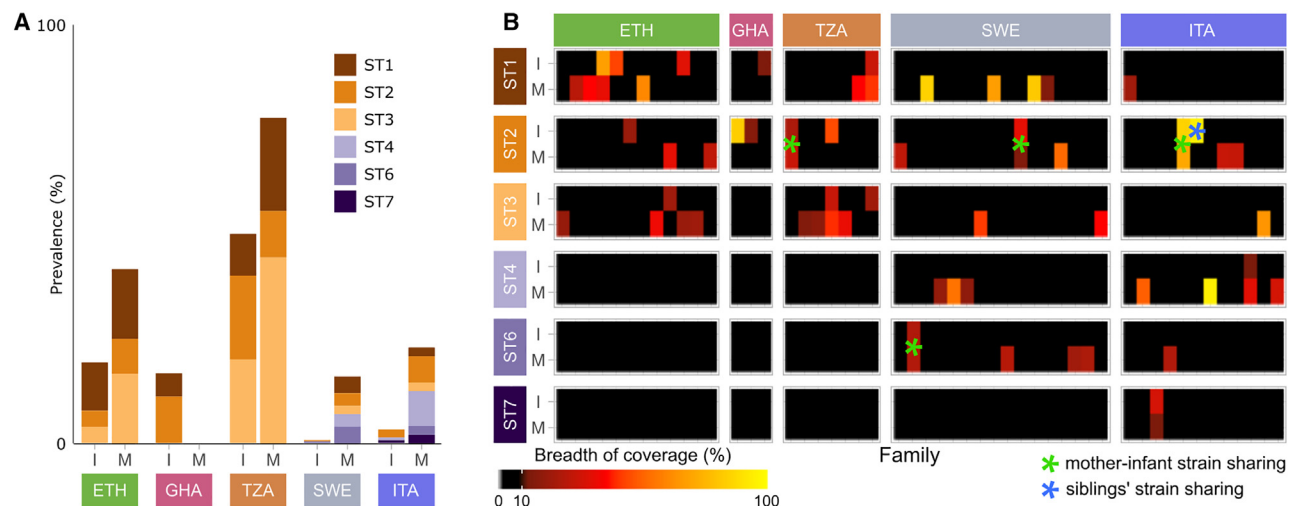 A
100
Prevalence (%)
0
ST1
ST2
ST3
ST4
ST6
ST7
I M I M I M I M I M
ETH GHA TZA SWE ITA
B
ETH GHA TZA SWE ITA
ST1 I M
ST2 I M
ST3 I M
ST4 I M
ST6 I M
ST7 I M
Breadth of coverage (%)
0 10 100
Family
mother-infant strain sharing
siblings' strain sharing